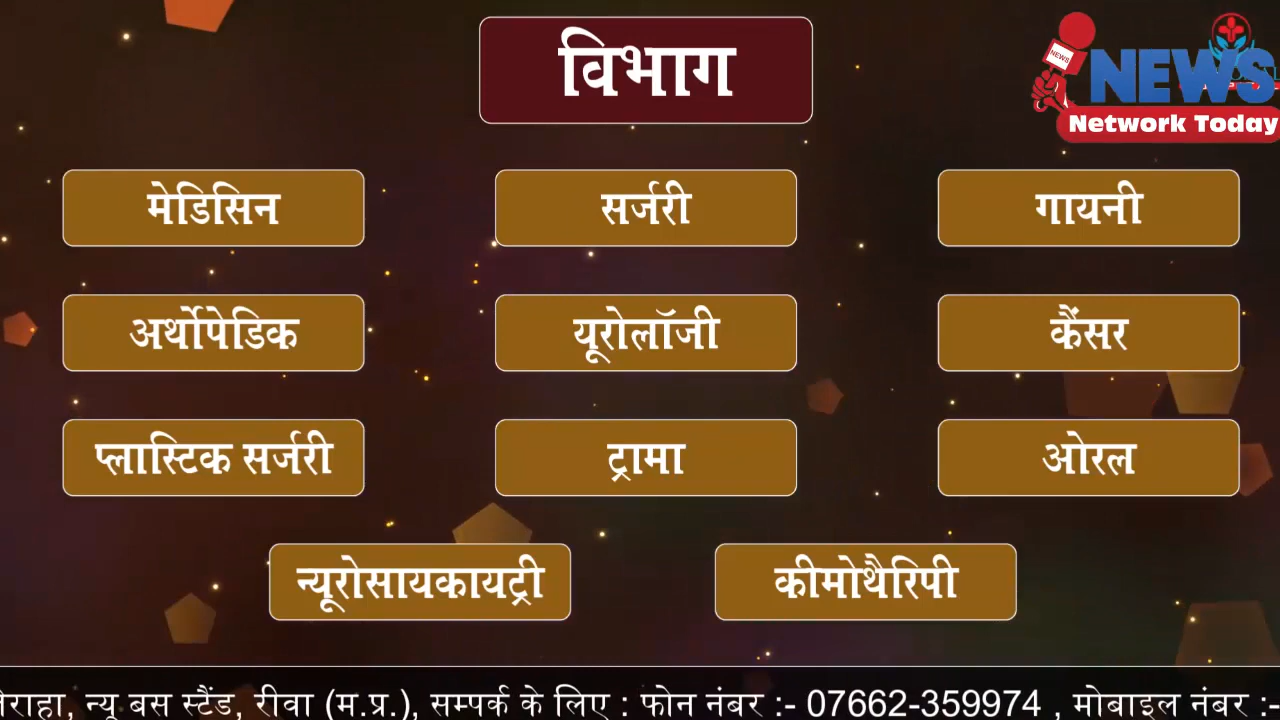 विभाग
NEWS
NEWS
Network Today
मेडिसिन
सर्जरी
गायनी
अर्थोपेडिक
यूरोलॉजी
कैंसर
प्लास्टिक सर्जरी
ट्रामा
ओरल
न्यूरोसायकायट्री
कीमोथैरिपी
न्यू बस स्टैंड, रीवा (म.प्र.), सम्पर्क के लिए : फोन नंबर :- 07662-359974 , मोबाइल नंबर :-